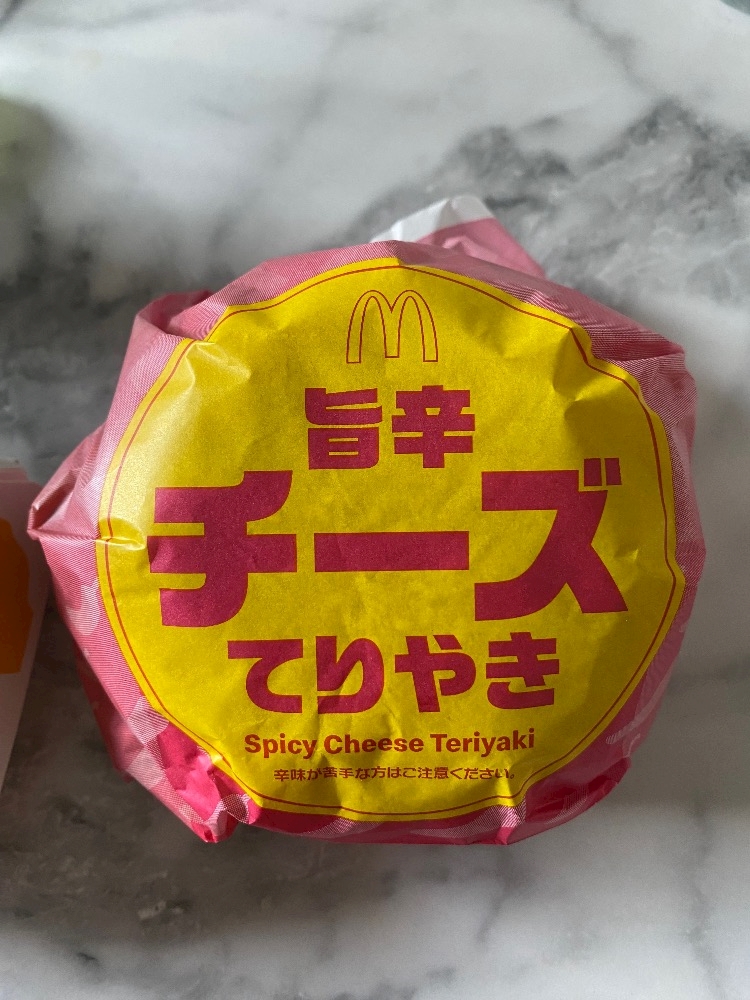 旨辛
チーズ
てりやき
Spicy Cheese Teriyaki
辛味が苦手な方はご注意ください。